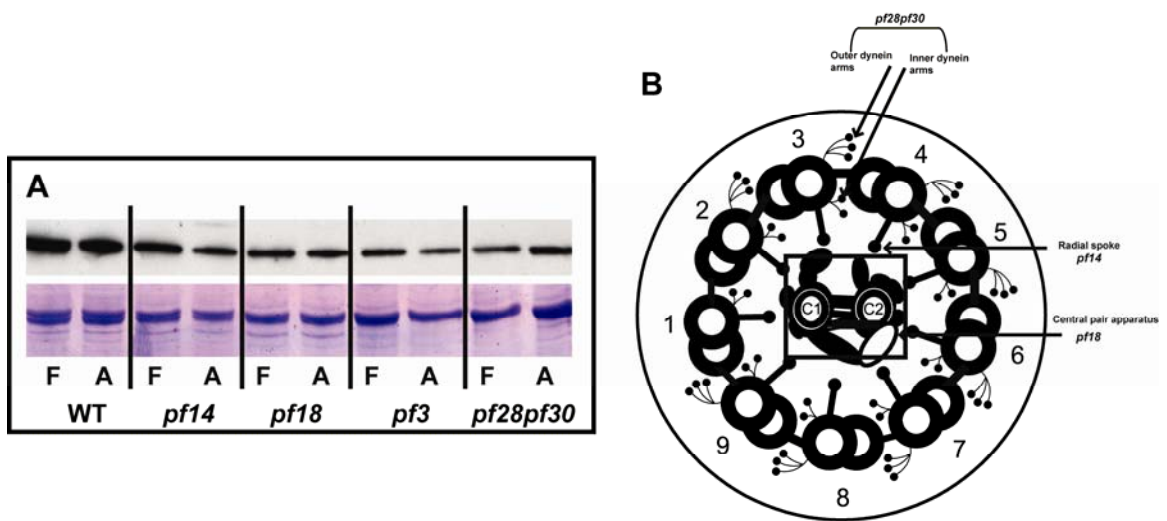 A
F A F A F A F A F A
WT pf14 pf18 pf3 pf28pf30
B
pf28pf30
Outer dynein
arms
Inner dynein
arms
3
4
2
5
Radial spoke
pf14
C1 C2
1
Central pair apparatus
pf18
6
9
7
8